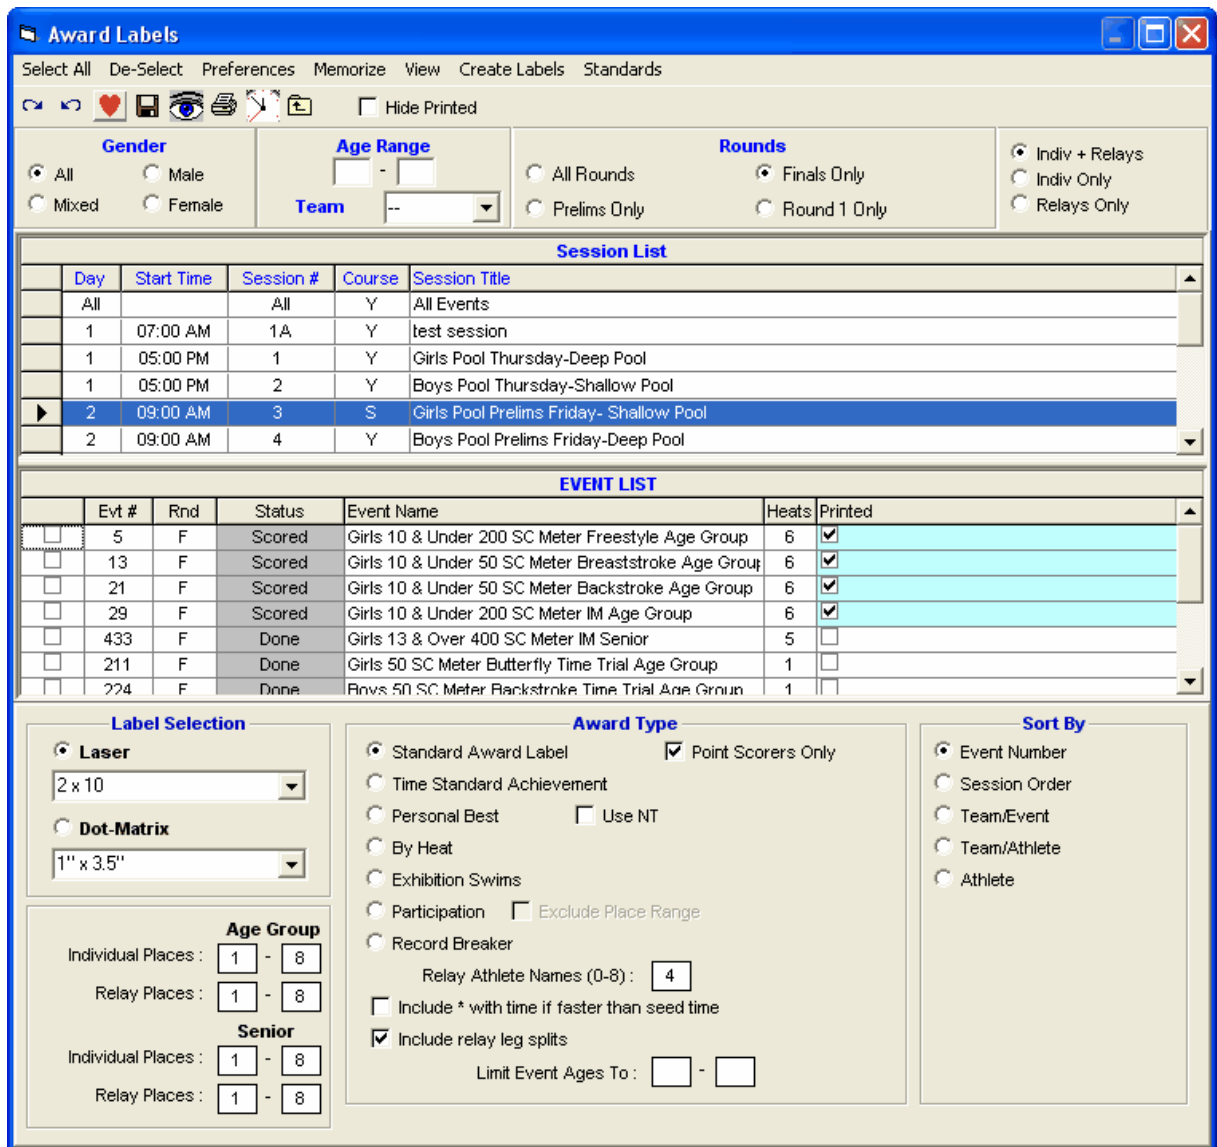 Award Labels
Select All De-Select Preferences Memorize View Create Labels Standards
Hide Printed
Gender Age Range Rounds
All Male - All Rounds Finals Only Indiv + Relays
Indiv Only
Mixed Female Team -- Prelims Only Round 1 Only Relays Only
Session List
Day Start Time Session # Course Session Title
All All Y All Events
1 07:00 AM 1A Y test session
1 05:00 PM 1 Y Girls Pool Thursday-Deep Pool
1 05:00 PM 2 Y Boys Pool Thursday-Shallow Pool
2 09:00 AM 3 S Girls Pool Prelims Friday- Shallow Pool
2 09:00 AM 4 Y Boys Pool Prelims Friday-Deep Pool
EVENT LIST
Evt # Rnd Status Event Name Heats Printed
5 F Scored Girls 10 & Under 200 SC Meter Freestyle Age Group 6
13 F Scored Girls 10 & Under 50 SC Meter Breaststroke Age Group 6
21 F Scored Girls 10 & Under 50 SC Meter Backstroke Age Group 6
29 F Scored Girls 10 & Under 200 SC Meter IM Age Group 6
433 F Done Girls 13 & Over 400 SC Meter IM Senior 5
211 F Done Girls 50 SC Meter Butterfly Time Trial Age Group 1
224 F Done Boys 50 SC Meter Backstroke Time Trial Age Group 1
Label Selection
Laser
2 x 10
Dot-Matrix
1" x 3.5"
Age Group
Individual Places : 1 - 8
Relay Places : 1 - 8
Senior
Individual Places : 1 - 8
Relay Places : 1 - 8
Award Type
Standard Award Label Point Scorers Only
Time Standard Achievement
Personal Best Use NT
By Heat
Exhibition Swims
Participation Exclude Place Range
Record Breaker
Relay Athlete Names (0-8) : 4
Include * with time if faster than seed time
Include relay leg splits
Limit Event Ages To : -
Sort By
Event Number
Session Order
Team/Event
Team/Athlete
Athlete